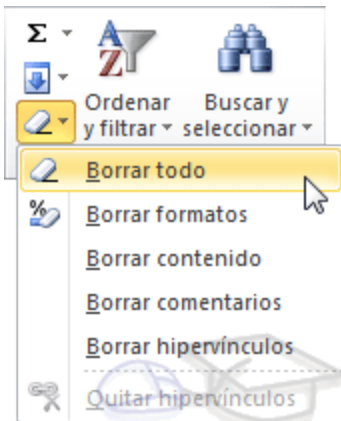 Σ
Ordenar
y filtrar
Buscar y
seleccionar
Borrar todo
Borrar formatos
Borrar contenido
Borrar comentarios
Borrar hipervínculos
Quitar hipervínculos